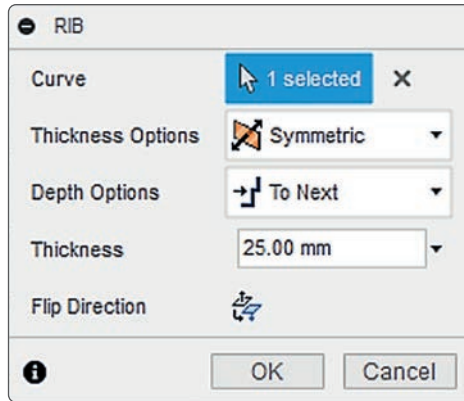 RIB
Curve 1 selected
Thickness Options Symmetric
Depth Options To Next
Thickness 25.00 mm
Flip Direction
OK Cancel